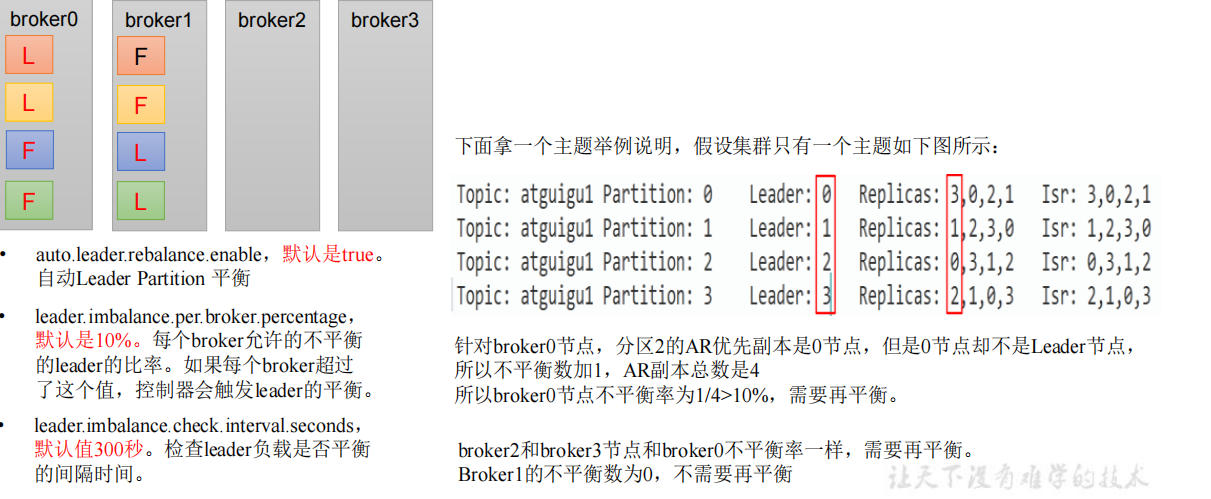 broker0 broker1 broker2 broker3
L F
L F
F L
F L
• auto.leader.rebalance.enable，默认是true。
自动Leader Partition 平衡
• leader.imbalance.per.broker.percentage，
默认是10%。每个broker允许的不平衡
的leader的比率。如果每个broker超过
了这个值，控制器会触发leader的平衡。
• leader.imbalance.check.interval.seconds，
默认值300秒。检查leader负载是否平衡
的间隔时间。
下面拿一个主题举例说明，假设集群只有一个主题如下图所示：
Topic: atguigu1 Partition: 0 Leader: 0 Replicas: 3,0,2,1 Isr: 3,0,2,1
Topic: atguigu1 Partition: 1 Leader: 1 Replicas: 1,2,3,0 Isr: 1,2,3,0
Topic: atguigu1 Partition: 2 Leader: 2 Replicas: 0,3,1,2 Isr: 0,3,1,2
Topic: atguigu1 Partition: 3 Leader: 3 Replicas: 2,1,0,3 Isr: 2,1,0,3
针对broker0节点，分区2的AR优先副本是0节点，但是0节点却不是Leader节点，
所以不平衡数加1，AR副本总数是4
所以broker0节点不平衡率为1/4>10%，需要再平衡。
broker2和broker3节点和broker0不平衡率一样，需要再平衡。
Broker1的不平衡数为0，不需要再平衡
让天下没有难学的技术